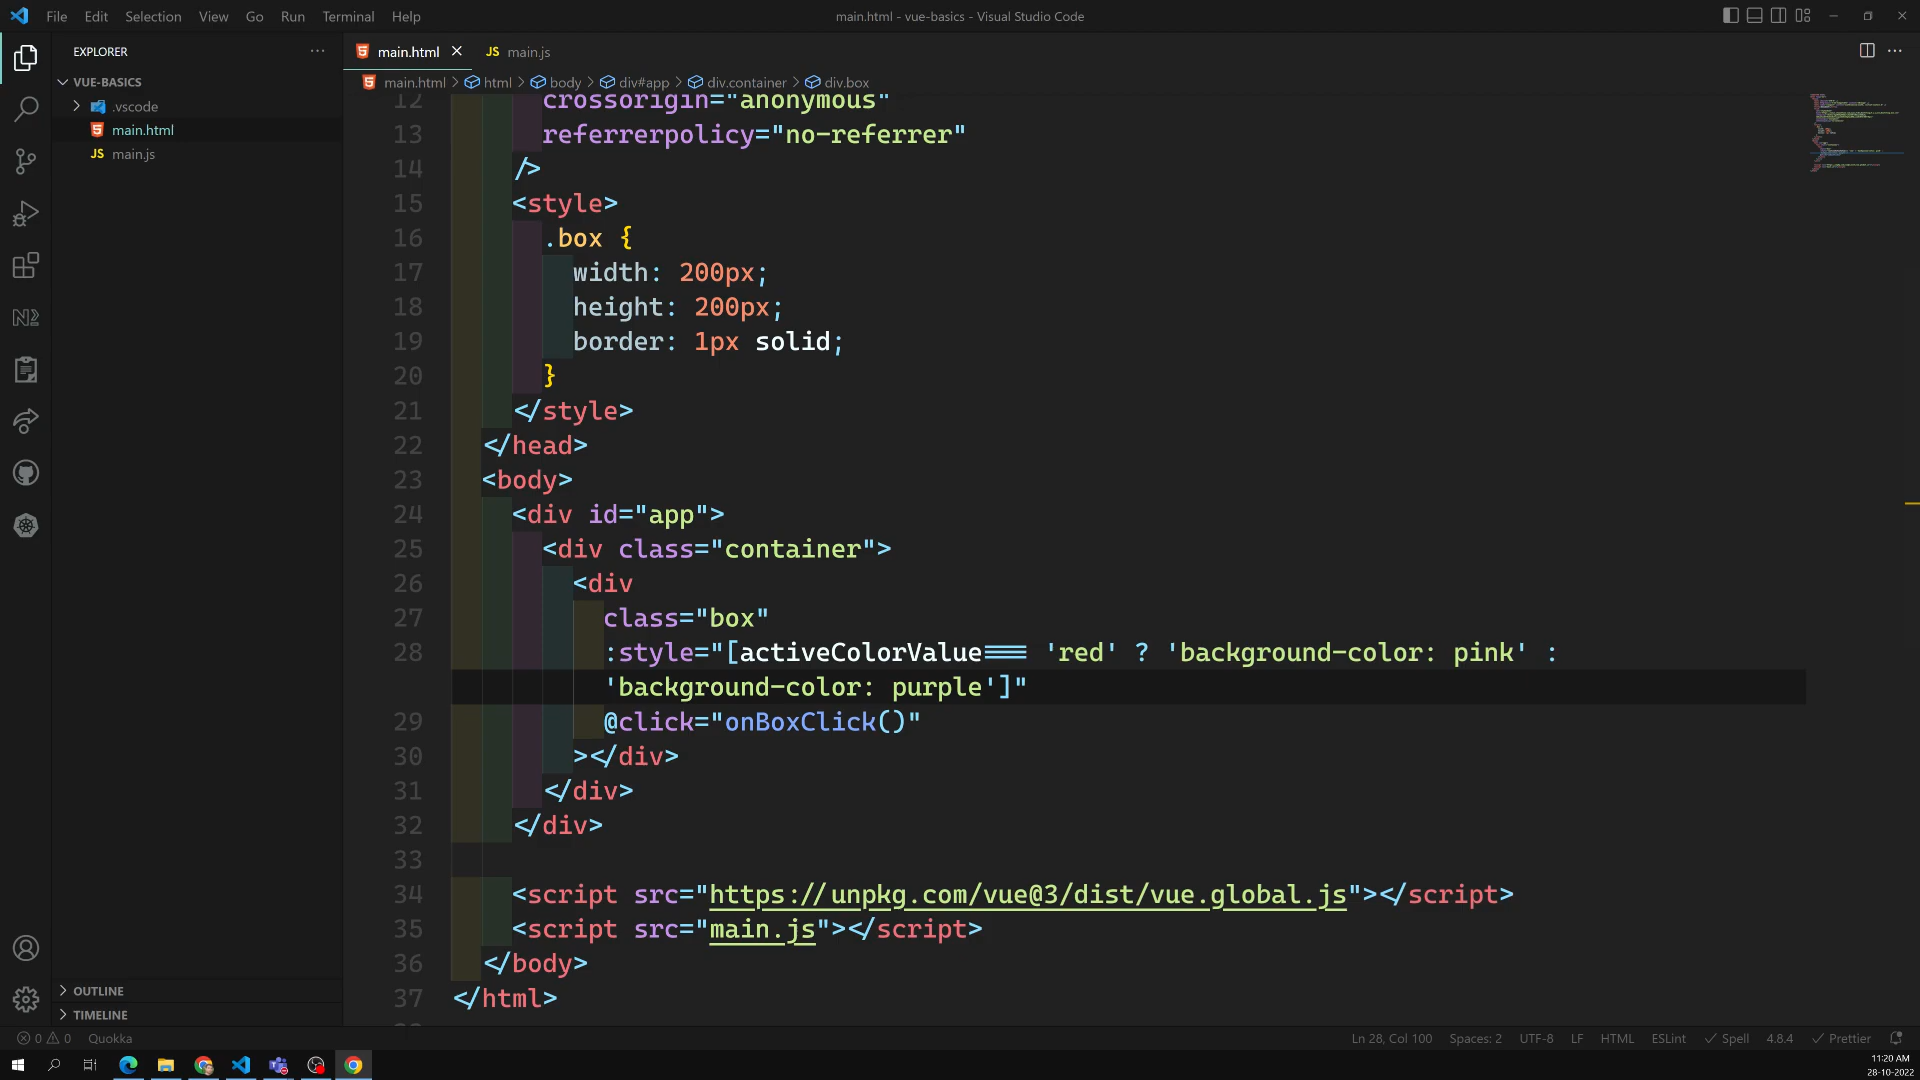 File Edit Selection View Go Run Terminal Help
main.html - vue-basics - Visual Studio Code
EXPLORER
VUE-BASICS
.vscode
main.html
JS main.js
main.html
JS main.js
main.html > html > body > div#app > div.container > div.box
12 crossorigin="anonymous"
13 referrerpolicy="no-referrer"
14 />
15 <style>
16 .box {
17 width: 200px;
18 height: 200px;
19 border: 1px solid;
20 }
21 </style>
22 </head>
23 <body>
24 <div id="app">
25 <div class="container">
26 <div
27 class="box"
28 :style="[activeColorValue=== 'red' ? 'background-color: pink' :
'background-color: purple']"
29 @click="onBoxClick()"
30 ></div>
31 </div>
32 </div>
33
34 <script src="https://unpkg.com/vue@3/dist/vue.global.js"></script>
35 <script src="main.js"></script>
36 </body>
37 </html>
OUTLINE
TIMELINE
0 0 Quokka
Ln 28, Col 100 Spaces: 2 UTF-8 LF HTML ESLint Spell 4.8.4 Prettier
11:20 AM
28-10-2022